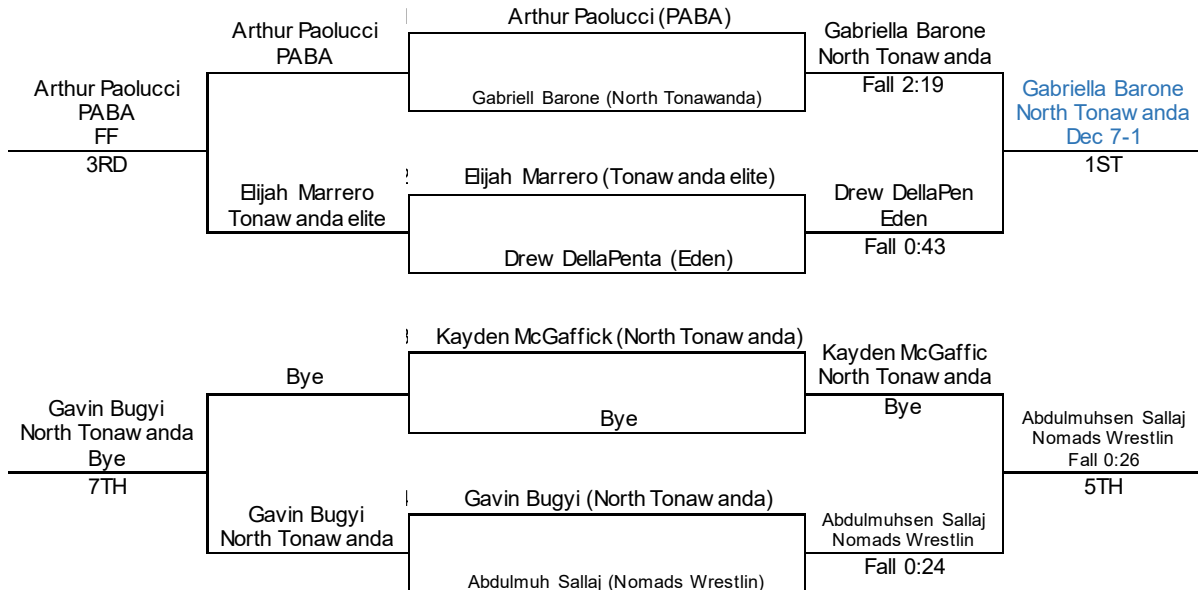 Arthur Paolucci
PABA
Arthur Paolucci (PABA)
Gabriella Barone
North Tonaw anda
Arthur Paolucci
PABA
FF
3RD
Gabriell Barone (North Tonawanda)
Fall 2:19
Gabriella Barone
North Tonaw anda
Dec 7-1
1ST
Elijah Marrero
Tonaw anda elite
2
Elijah Marrero (Tonaw anda elite)
Drew DellaPenta (Eden)
Drew DellaPen
Eden
Fall 0:43
Bye
3
Kayden McGaffick (North Tonaw anda)
Bye
Kayden McGaffic
North Tonaw anda
Bye
Gavin Bugyi
North Tonaw anda
Bye
7TH
Abdulmuhsen Sallaj
Nomads Wrestlin
Fall 0:26
5TH
Gavin Bugyi
North Tonaw anda
4
Gavin Bugyi (North Tonaw anda)
Abdulmuh Sallaj (Nomads Wrestlin)
Abdulmuhsen Sallaj
Nomads Wrestlin
Fall 0:24